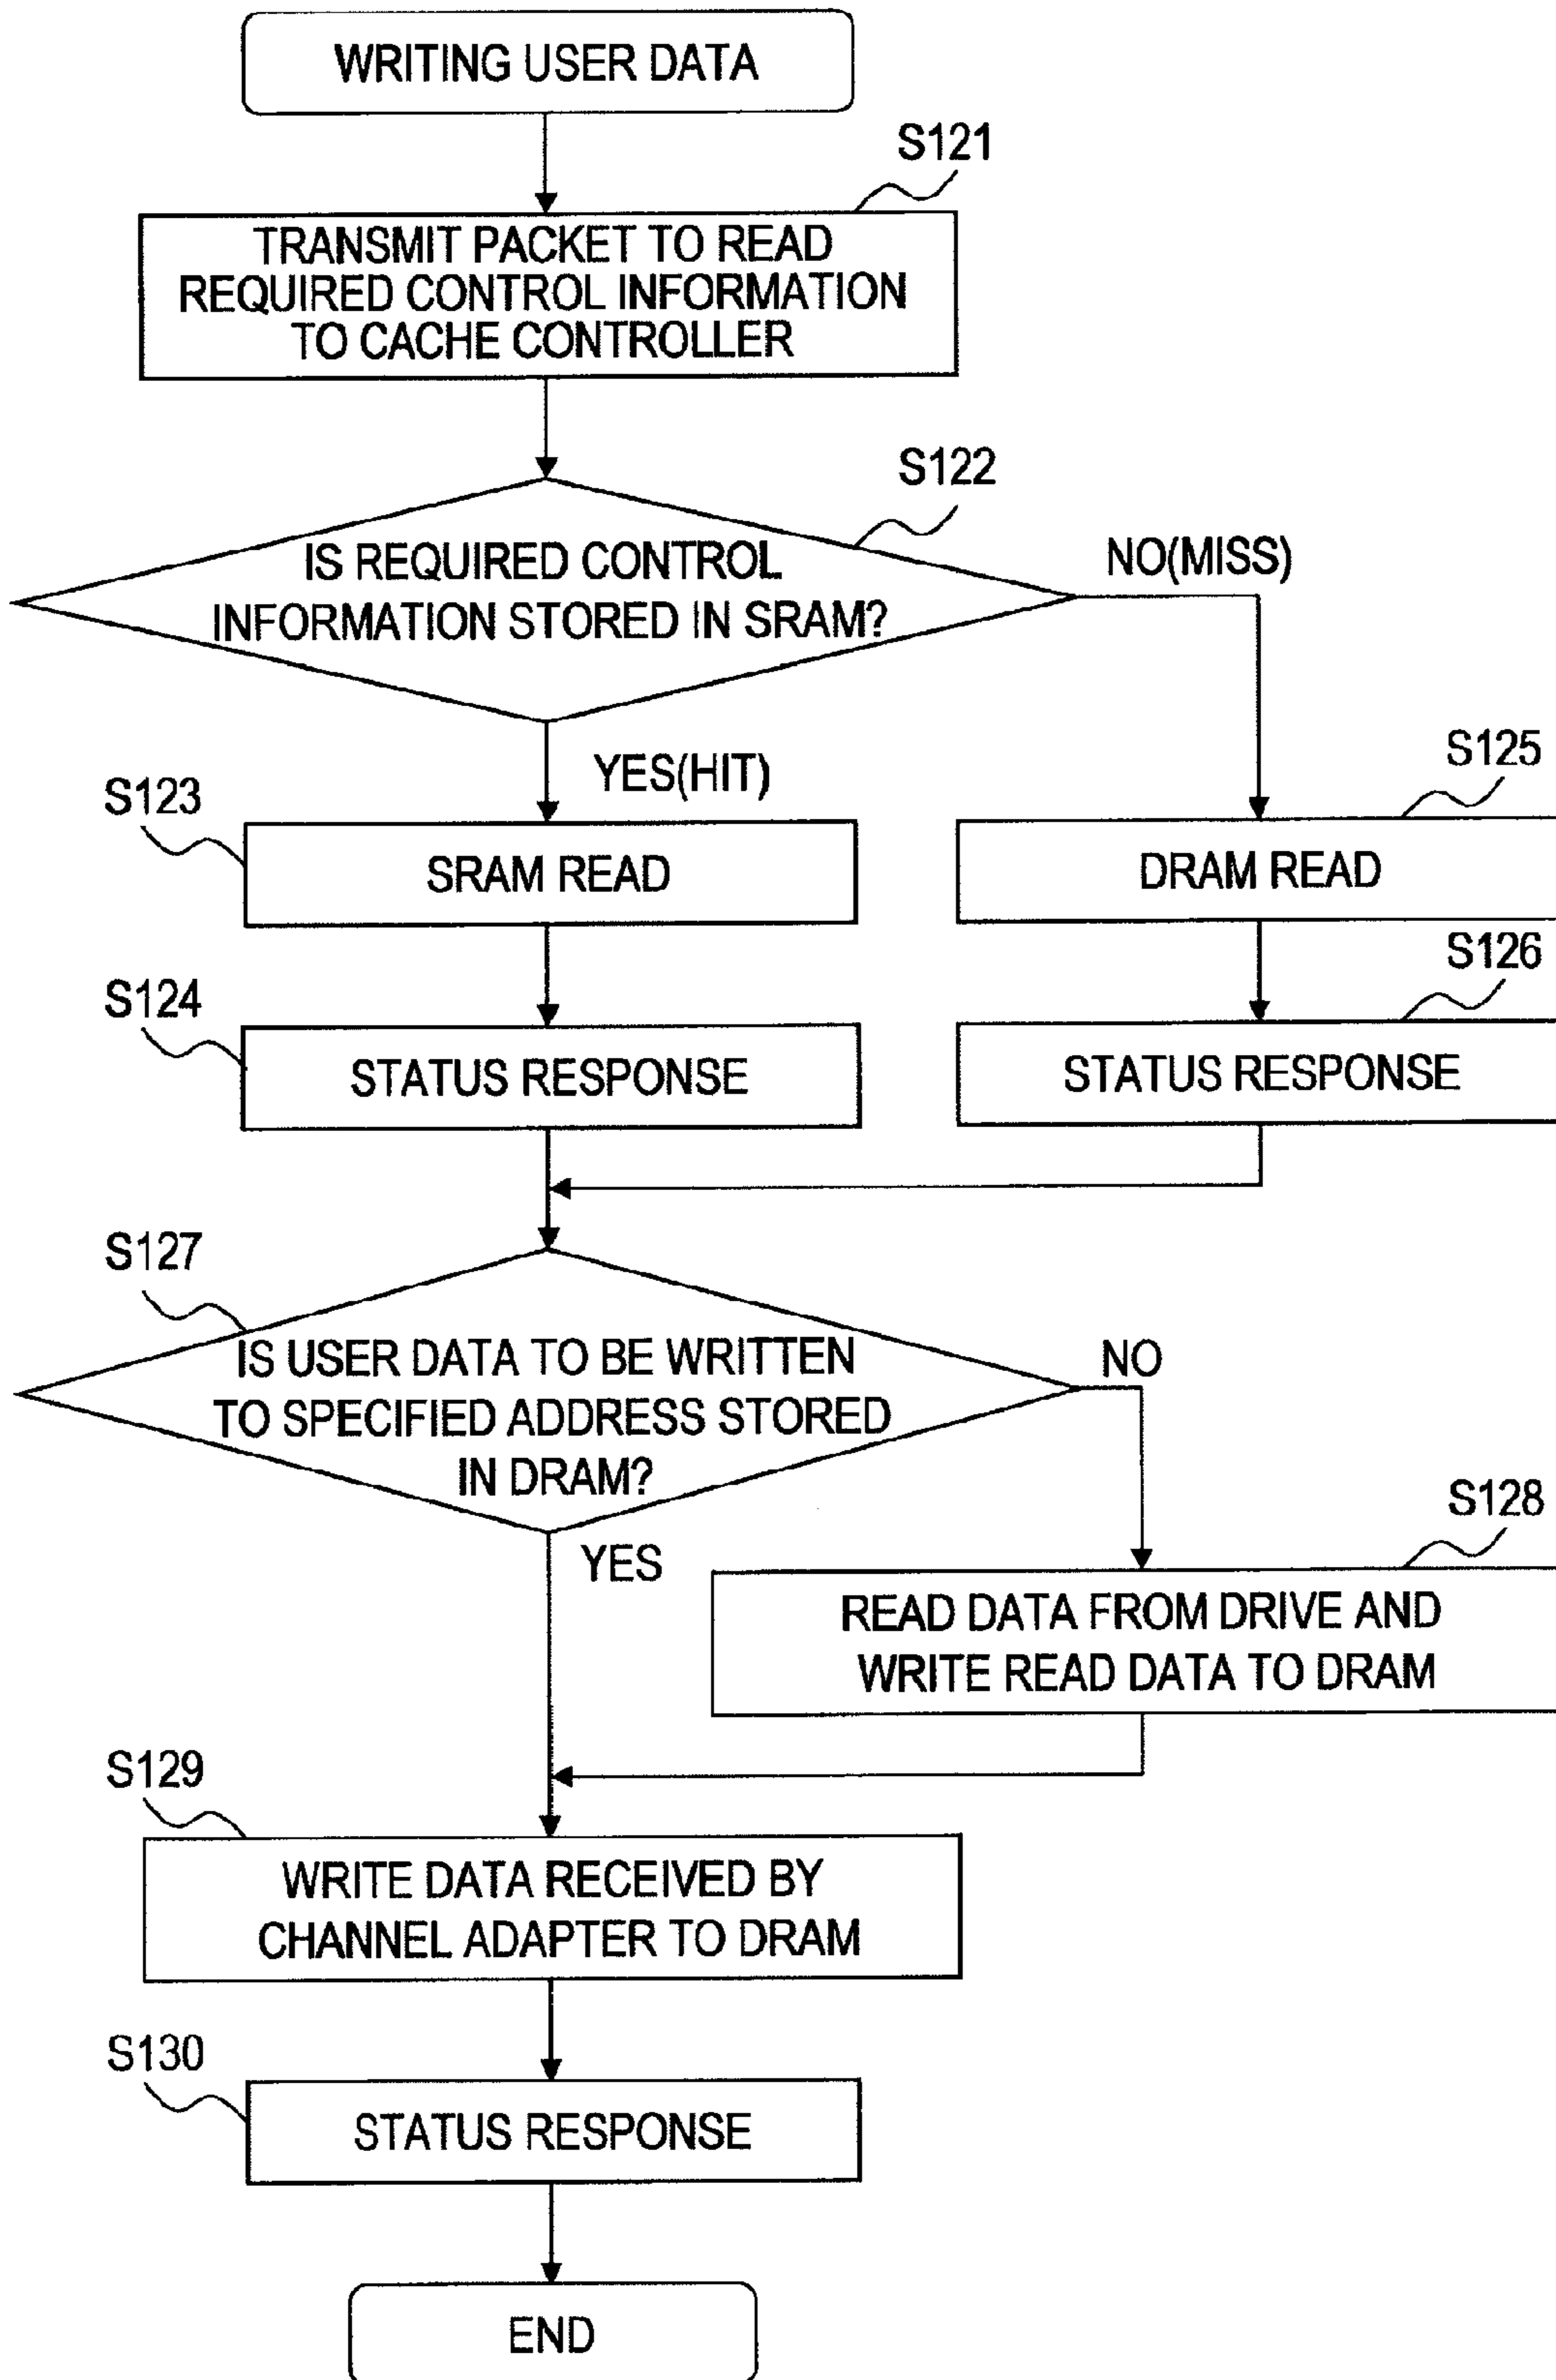 WRITING USER DATA
S121
TRANSMIT PACKET TO READ
REQUIRED CONTROL INFORMATION
TO CACHE CONTROLLER
S122
IS REQUIRED CONTROL
INFORMATION STORED IN SRAM?
NO(MISS)
YES(HIT)
S123
SRAM READ
S125
DRAM READ
S124
STATUS RESPONSE
S126
STATUS RESPONSE
S127
IS USER DATA TO BE WRITTEN
TO SPECIFIED ADDRESS STORED
IN DRAM?
NO
YES
S128
READ DATA FROM DRIVE AND
WRITE READ DATA TO DRAM
S129
WRITE DATA RECEIVED BY
CHANNEL ADAPTER TO DRAM
S130
STATUS RESPONSE
END